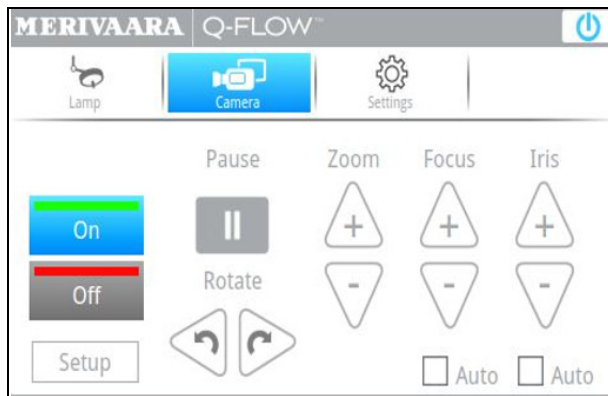 MERIVAARA Q-FLOW™
Lamp Camera Settings
Pause Zoom Focus Iris
On + + +
Rotate
Off - - -
Setup
Auto Auto